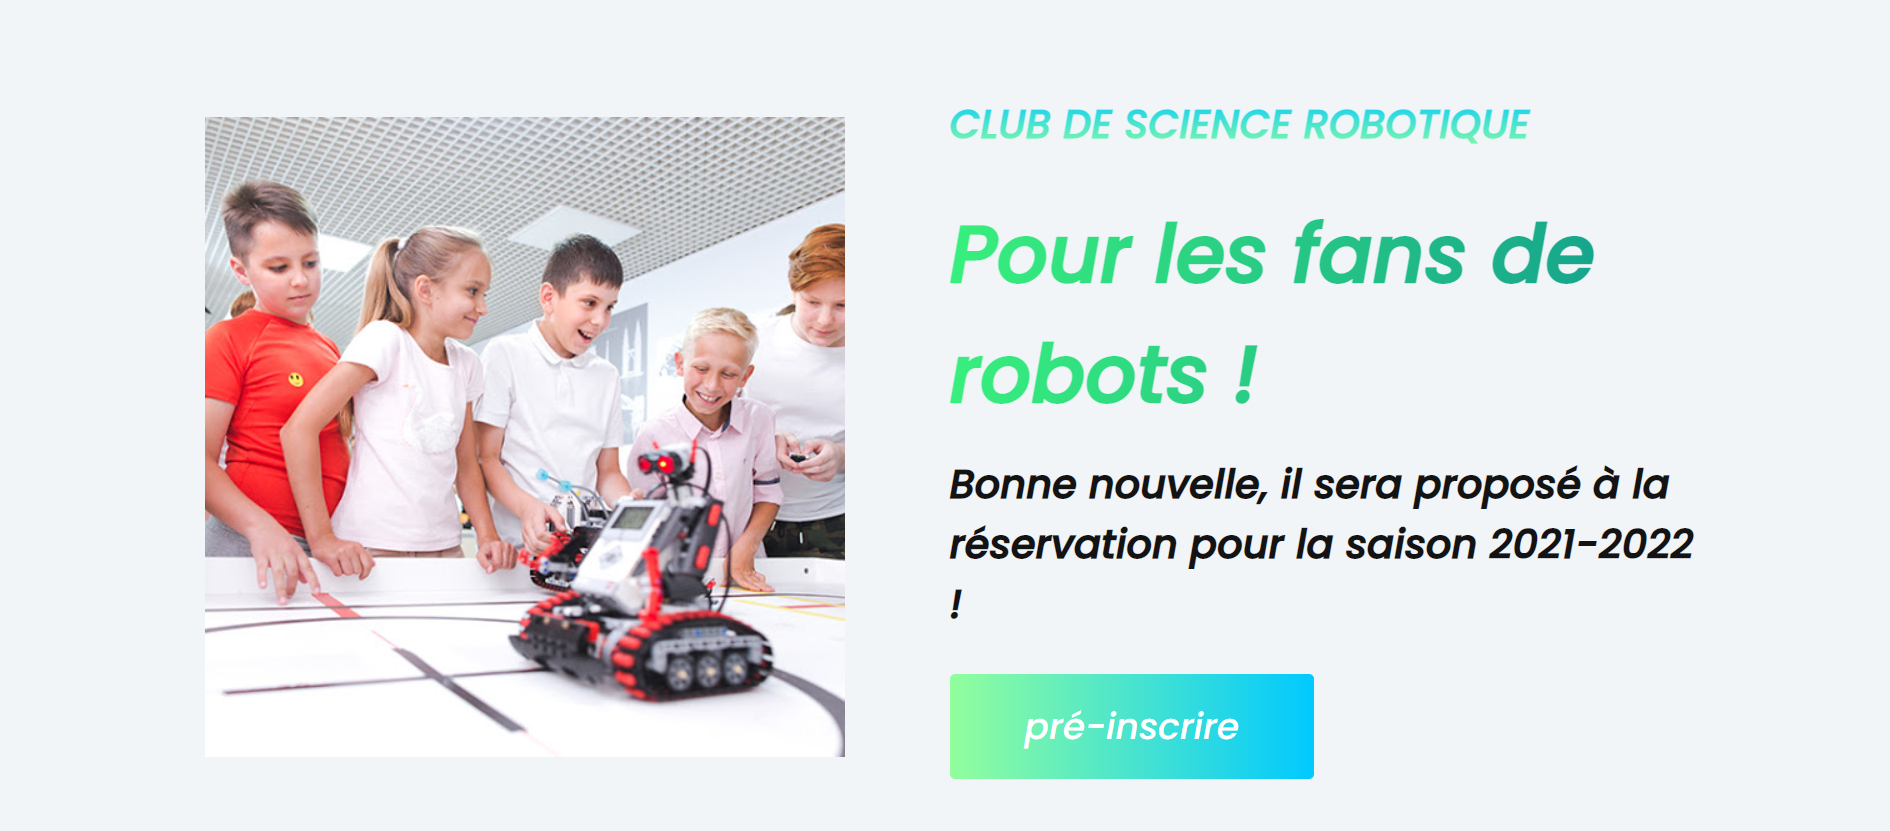 CLUB DE SCIENCE ROBOTIQUE
Pour les fans de
robots !
Bonne nouvelle, il sera proposé à la
réservation pour la saison 2021-2022
!
pré-inscrire